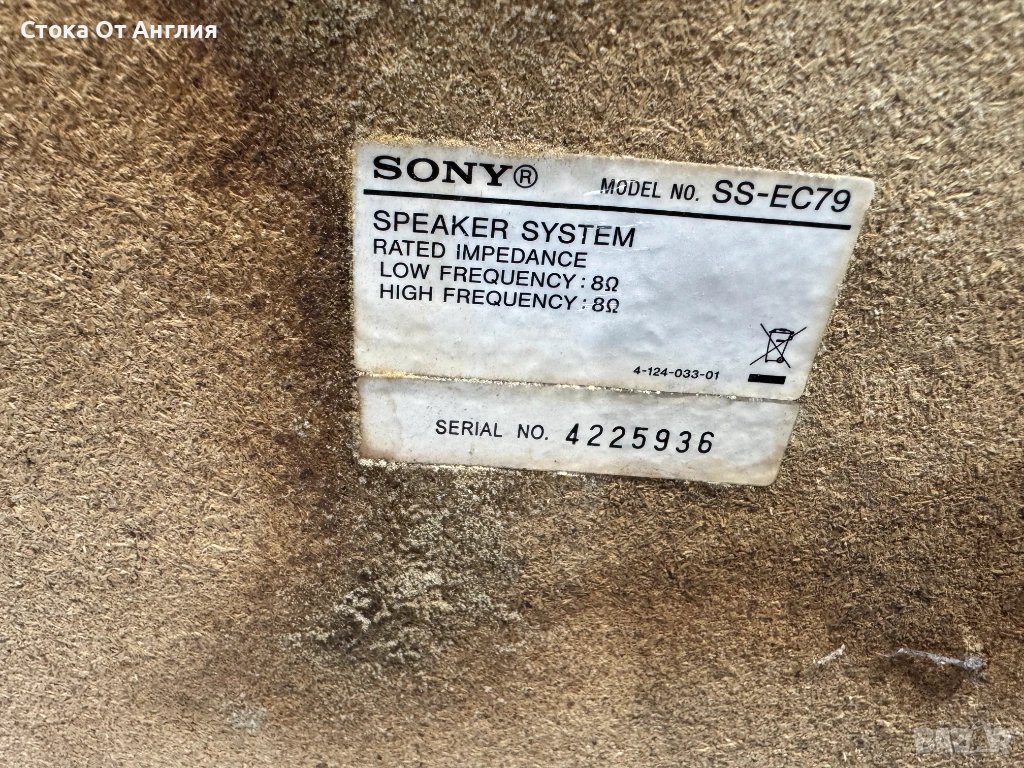 Стока От Англия
SONY® MODEL NO. SS-EC79
SPEAKER SYSTEM
RATED IMPEDANCE
LOW FREQUENCY : 8Ω
HIGH FREQUENCY : 8Ω
4-124-033-01
SERIAL NO. 4225936
BAZAR